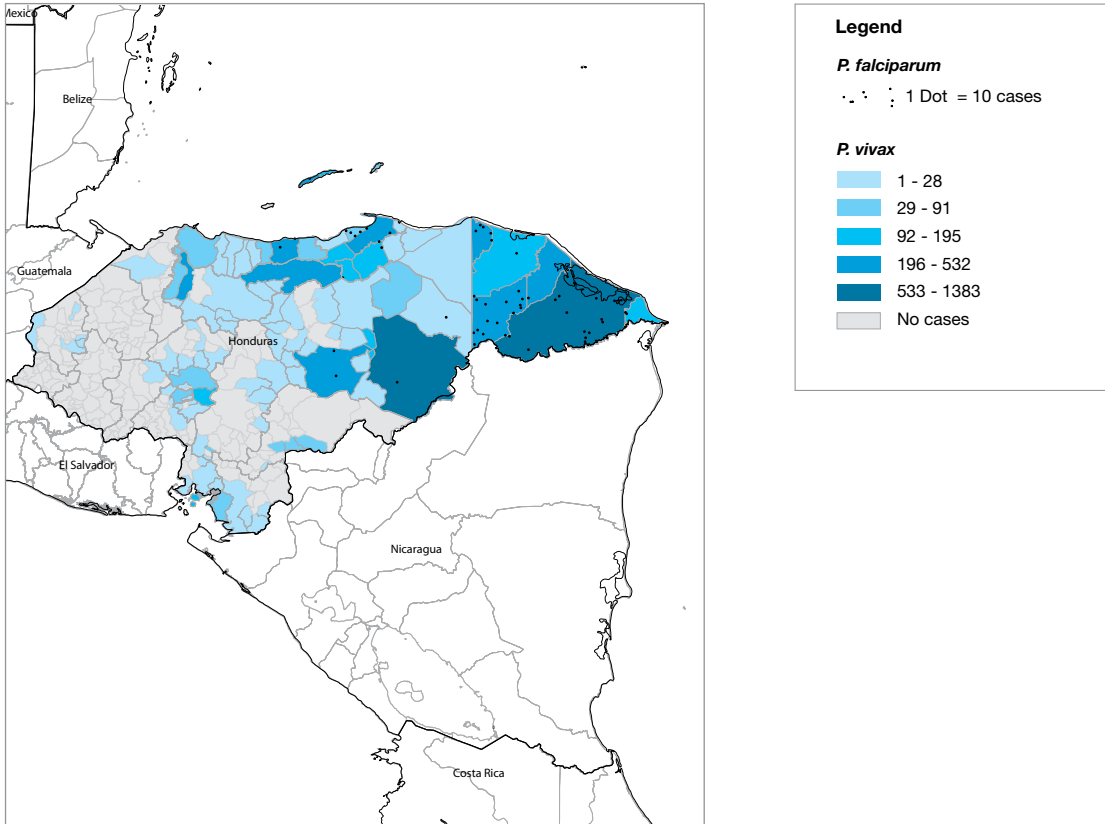 Mexico
Belize
Guatemala
Honduras
El Salvador
Nicaragua
Costa Rica
Legend
P. falciparum
1 Dot = 10 cases
P. vivax
1 - 28
29 - 91
92 - 195
196 - 532
533 - 1383
No cases